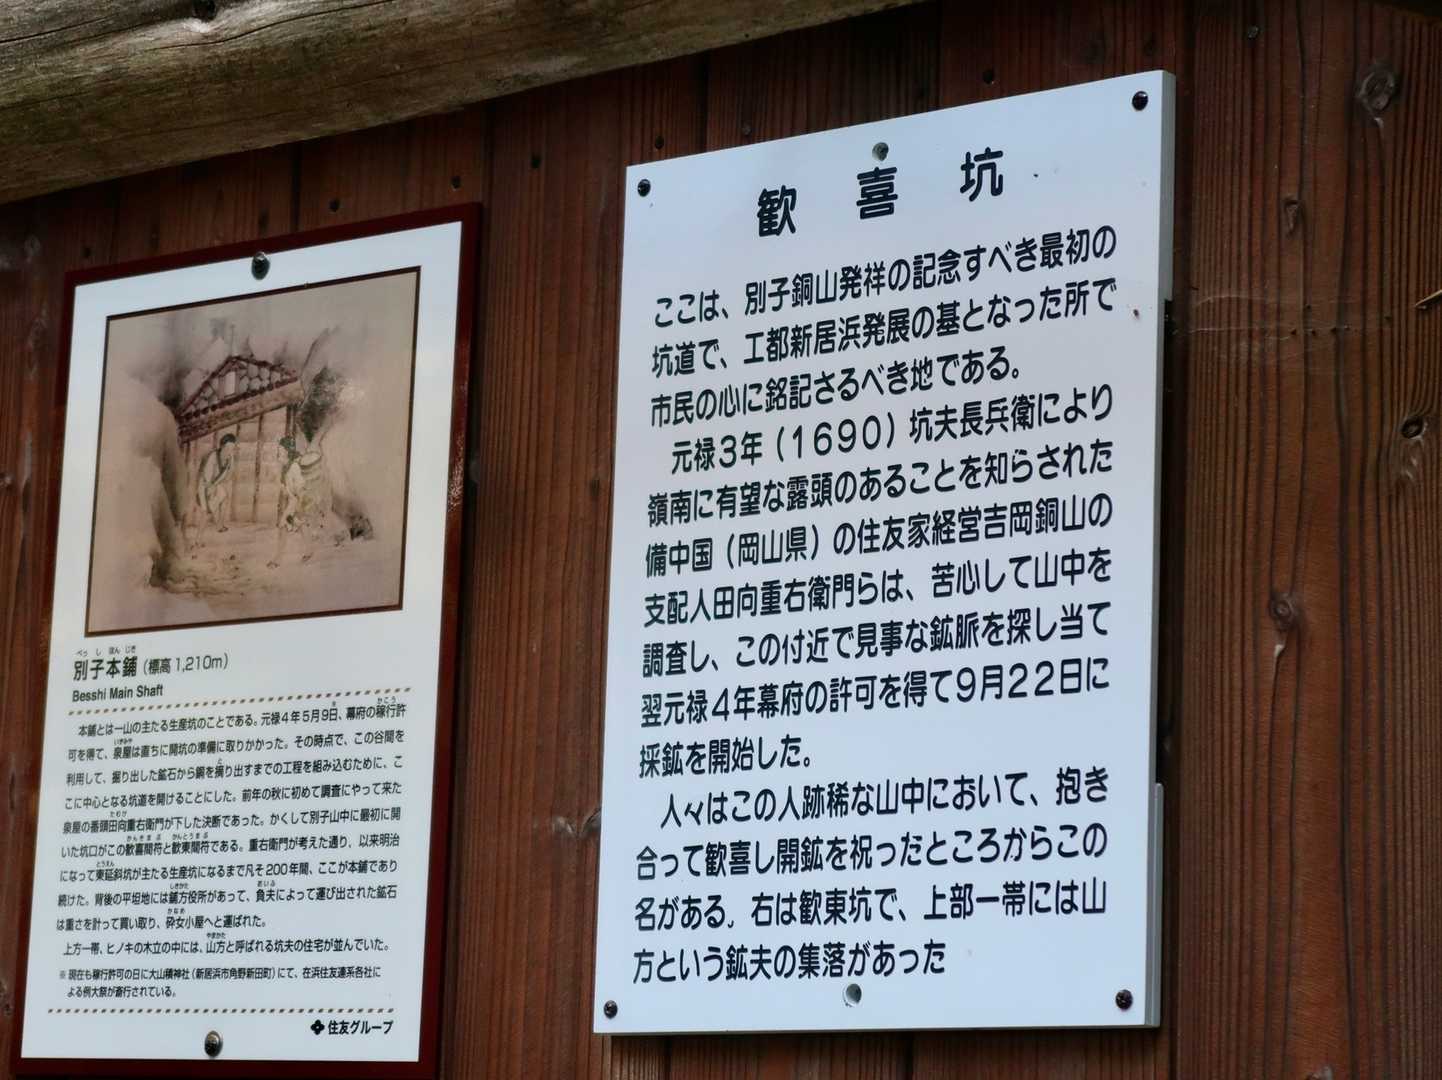 別子本鋪（標高1,210m）
べっ し ほん じき
Besshi Main Shaft
本鋪とは一山の主たる生産坑のことである。元禄４年５月9日、幕府の稼行許
可を得て、泉屋は直ちに開坑の準備に取りかかった。その時点で、この谷間を
利用して、掘り出した鉱石から銅を摘り出すまでの工程を組み込むために、こ
こに中心となる坑道を開けることにした。前年の秋に初めて調査にやって来た
泉屋の番頭田向重右衛門が下した決断であった。かくして別子山中に最初に開
いた坑口がこの歓喜間符と歓東間符である。重右衛門が考えた通り、以来明治
になって東延斜坑が主たる生産坑になるまで凡そ200年間、ここが本鋪であり
続けた。背後の平坦地には鋪方役所があって、負夫によって運び出された鉱石
は重さを計って買い取り、砕女小屋へと運ばれた。
上方一帯、ヒノキの木立の中には、山方と呼ばれる坑夫の住宅が並んでいた。
※ 現在も稼行許可の日に大山積神社（新居浜市角野新田町）にて、在浜住友連系各社に
よる例大祭が斎行されている。
住友グループ
歓喜坑
ここは、別子銅山発祥の記念すべき最初の
坑道で、工都新居浜発展の基となった所で
市民の心に銘記さるべき地である。
元禄３年（１６９０）坑夫長兵衛により
嶺南に有望な露頭のあることを知らされた
備中国（岡山県）の住友家経営吉岡銅山の
支配人田向重右衛門らは、苦心して山中を
調査し、この付近で見事な鉱脈を探し当て
翌元禄４年幕府の許可を得て９月２２日に
採鉱を開始した。
人々はこの人跡稀な山中において、抱き
合って歓喜し開鉱を祝ったところからこの
名がある。右は歓東坑で、上部一帯には山
方という鉱夫の集落があった